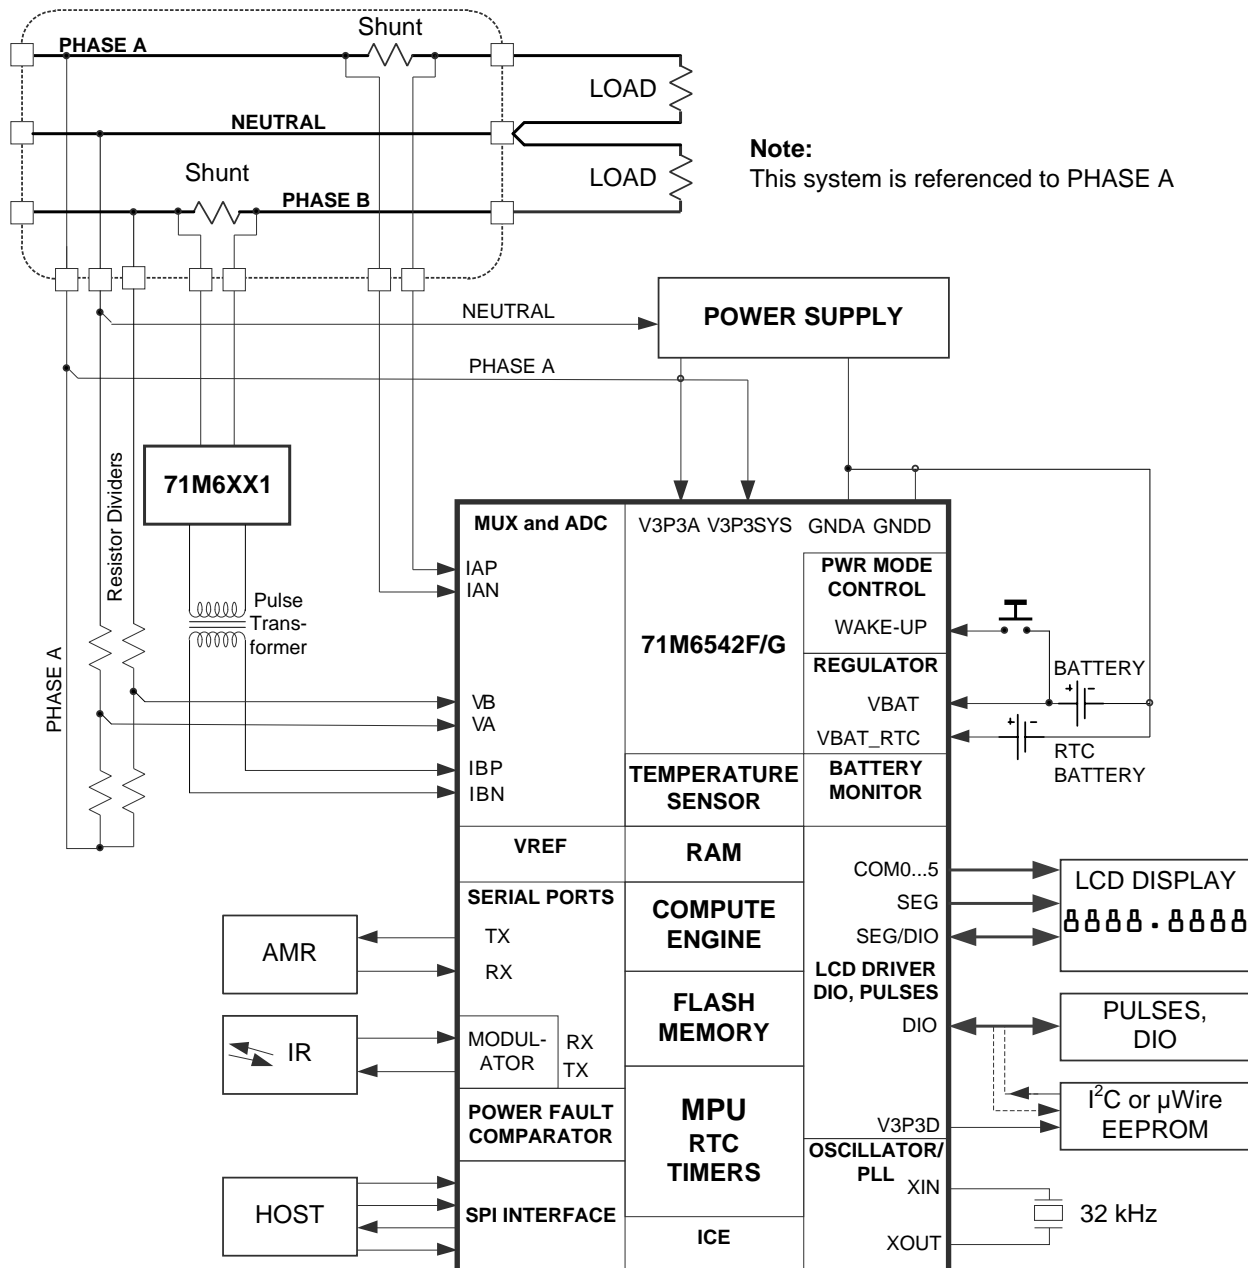 Shunt
PHASE A
LOAD
NEUTRAL
Note:
This system is referenced to PHASE A
Shunt
LOAD
PHASE B
NEUTRAL
POWER SUPPLY
PHASE A
71M6XX1
Resistor Dividers
MUX and ADC
V3P3A V3P3SYS GNDA GNDD
IAP
IAN
PWR MODE
CONTROL
Pulse
Trans-
former
WAKE-UP
71M6542F/G
REGULATOR
BATTERY
PHASE A
VB
VA
VBAT
VBAT_RTC
RTC
BATTERY
IBP
IBN
TEMPERATURE
SENSOR
BATTERY
MONITOR
VREF
RAM
COM0...5
LCD DISPLAY
SERIAL PORTS
SEG
COMPUTE
ENGINE
TX
SEG/DIO
AMR
RX
LCD DRIVER
DIO, PULSES
FLASH
MEMORY
DIO
PULSES,
DIO
IR
MODUL-
ATOR
RX
TX
I²C or µWire
EEPROM
MPU
RTC
TIMERS
POWER FAULT
COMPARATOR
V3P3D
OSCILLATOR/
PLL
XIN
HOST
SPI INTERFACE
32 kHz
ICE
XOUT